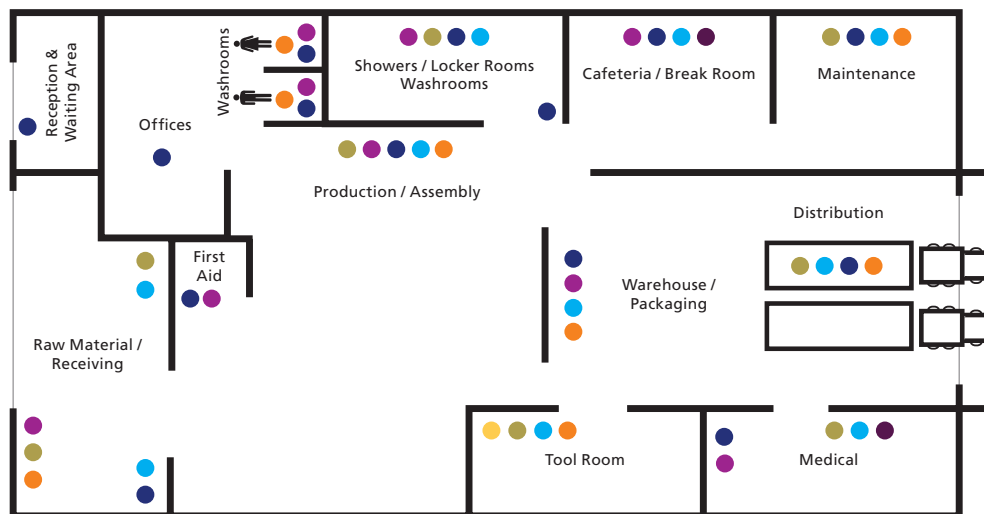 Reception &
Waiting Area
Offices
Washrooms
Showers / Locker Rooms
Washrooms
Cafeteria / Break Room
Maintenance
Production / Assembly
Distribution
First
Aid
Warehouse /
Packaging
Raw Material /
Receiving
Tool Room
Medical